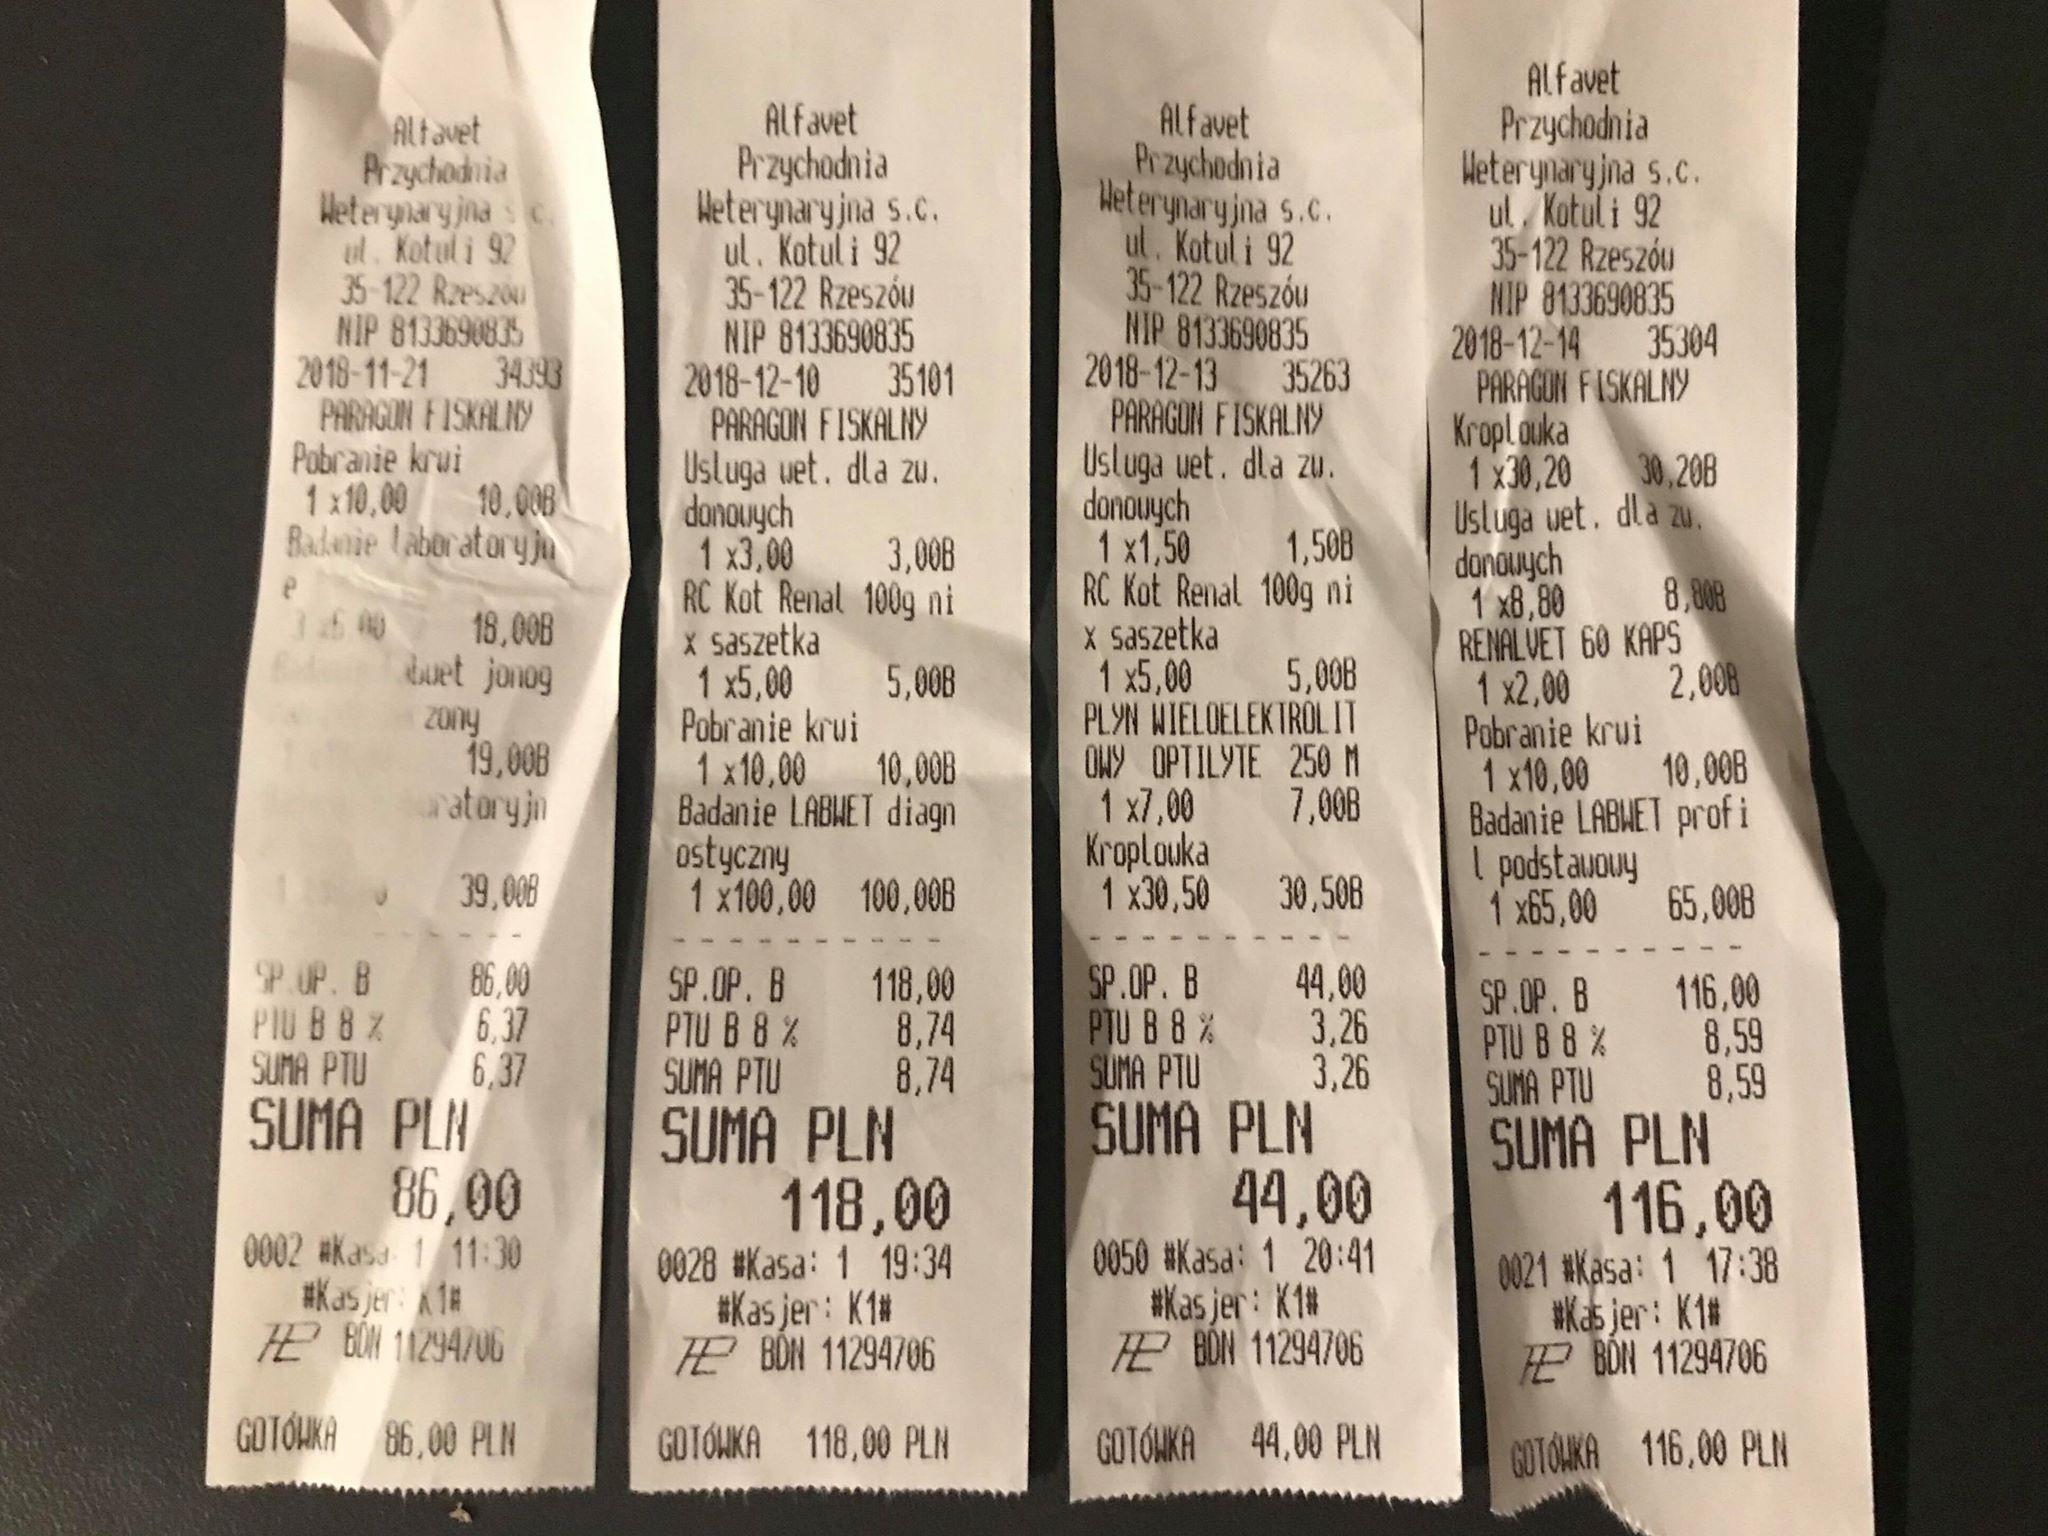 Alfavet
Przychodnia
Weterynaryjna s.c.
ul. Kotuli 92
35-122 Rzeszów
NIP 8133690835
2018-11-21 34393
PARAGON FISKALNY
Pobranie krwi
1 x10,00 10,00B
Badanie laboratoryjn
e
18,00B
jonog
zony
19,00B
39,00B
SP.OP. B 86,00
PTU B 8 % 6,37
SUMA PTU 6,37
SUMA PLN
86,00
0002 #Kasa: 1 11:30
#Kasjer: K1#
BDN 11294706
GOTÓWKA 86,00 PLN
Alfavet
Przychodnia
Weterynaryjna s.c.
ul. Kotuli 92
35-122 Rzeszów
NIP 8133690835
2018-12-10 35101
PARAGON FISKALNY
Usluga wet. dla zw.
domowych
1 x3,00 3,00B
RC Kot Renal 100g ni
x saszetka
1 x5,00 5,00B
Pobranie krwi
1 x10,00 10,00B
Badanie LABWET diagn
ostyczny
1 x100,00 100,00B
SP.OP. B 118,00
PTU B 8 % 8,74
SUMA PTU 8,74
SUMA PLN
118,00
0028 #Kasa: 1 19:34
#Kasjer: K1#
BDN 11294706
GOTÓWKA 118,00 PLN
Alfavet
Przychodnia
Weterynaryjna s.c.
ul. Kotuli 92
35-122 Rzeszów
NIP 8133690835
2018-12-13 35263
PARAGON FISKALNY
Usluga wet. dla zw.
domowych
1 x1,50 1,50B
RC Kot Renal 100g ni
x saszetka
1 x5,00 5,00B
PLYN WIELOELEKTROLIT
OWY OPTILYTE 250 M
1 x7,00 7,00B
Kroplowka
1 x30,50 30,50B
SP.OP. B 44,00
PTU B 8 % 3,26
SUMA PTU 3,26
SUMA PLN
44,00
0050 #Kasa: 1 20:41
#Kasjer: K1#
BDN 11294706
GOTÓWKA 44,00 PLN
Alfavet
Przychodnia
Weterynaryjna s.c.
ul. Kotuli 92
35-122 Rzeszów
NIP 8133690835
2018-12-14 35304
PARAGON FISKALNY
Kroplowka
1 x30,20 30,20B
Usluga wet. dla zw.
domowych
1 x8,80 8,80B
RENALVET 60 KAPS
1 x2,00 2,00B
Pobranie krwi
1 x10,00 10,00B
Badanie LABWET profi
l podstawowy
1 x65,00 65,00B
SP.OP. B 116,00
PTU B 8 % 8,59
SUMA PTU 8,59
SUMA PLN
116,00
0021 #Kasa: 1 17:38
#Kasjer: K1#
BDN 11294706
GOTÓWKA 116,00 PLN